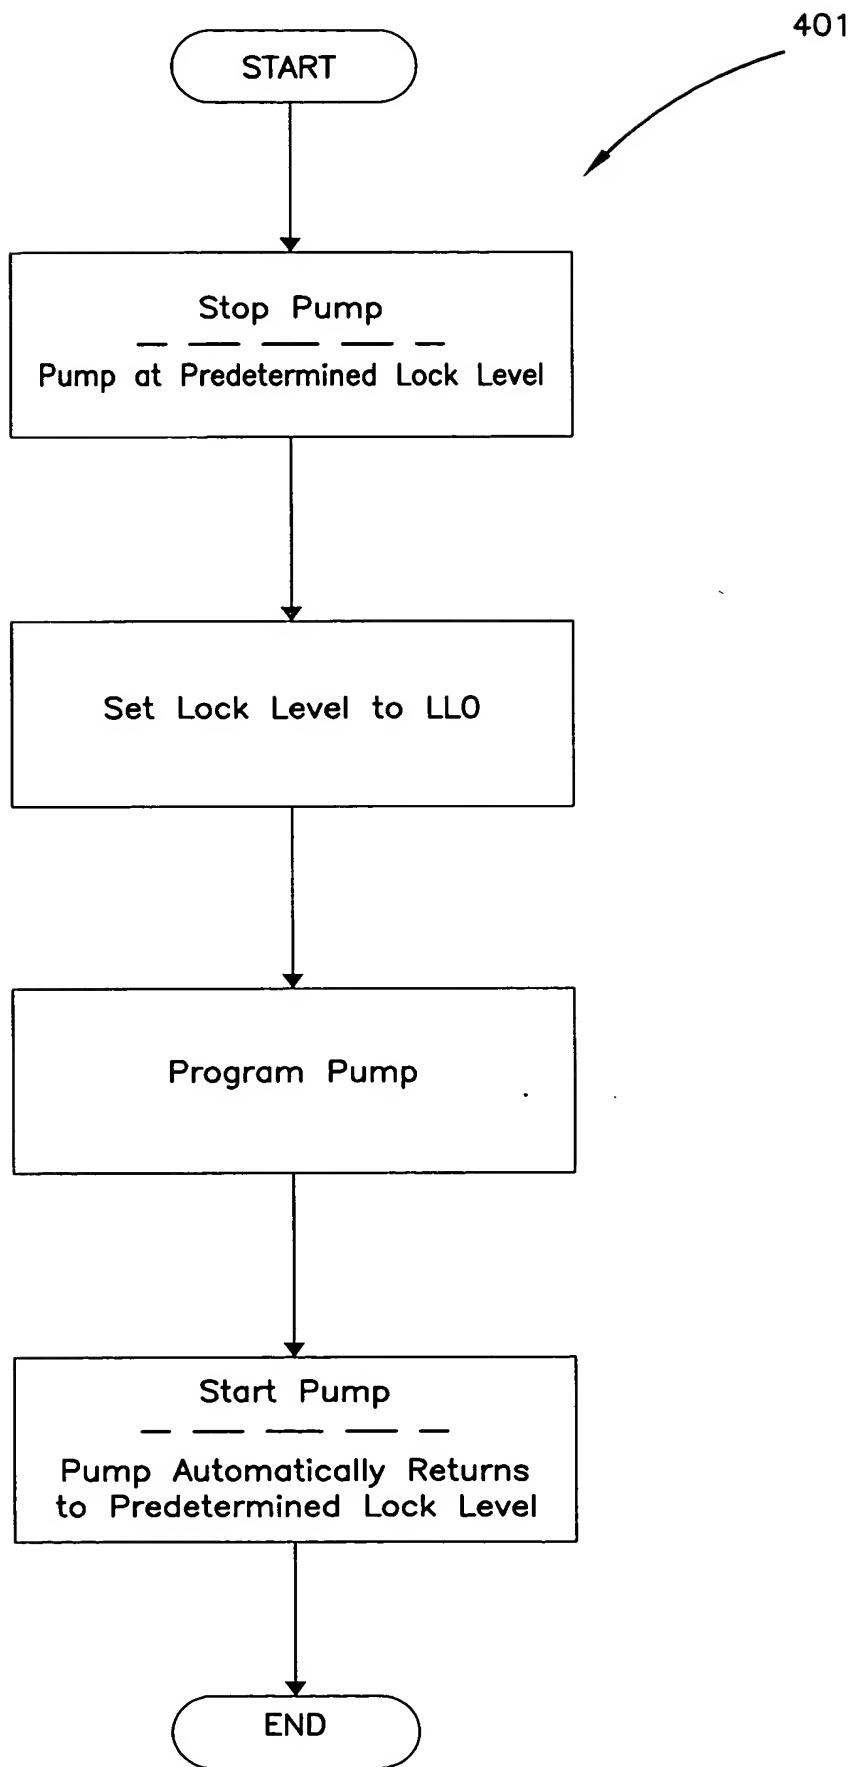 401
START
Stop Pump
Pump at Predetermined Lock Level
Set Lock Level to LL0
Program Pump
Start Pump
Pump Automatically Returns
to Predetermined Lock Level
END